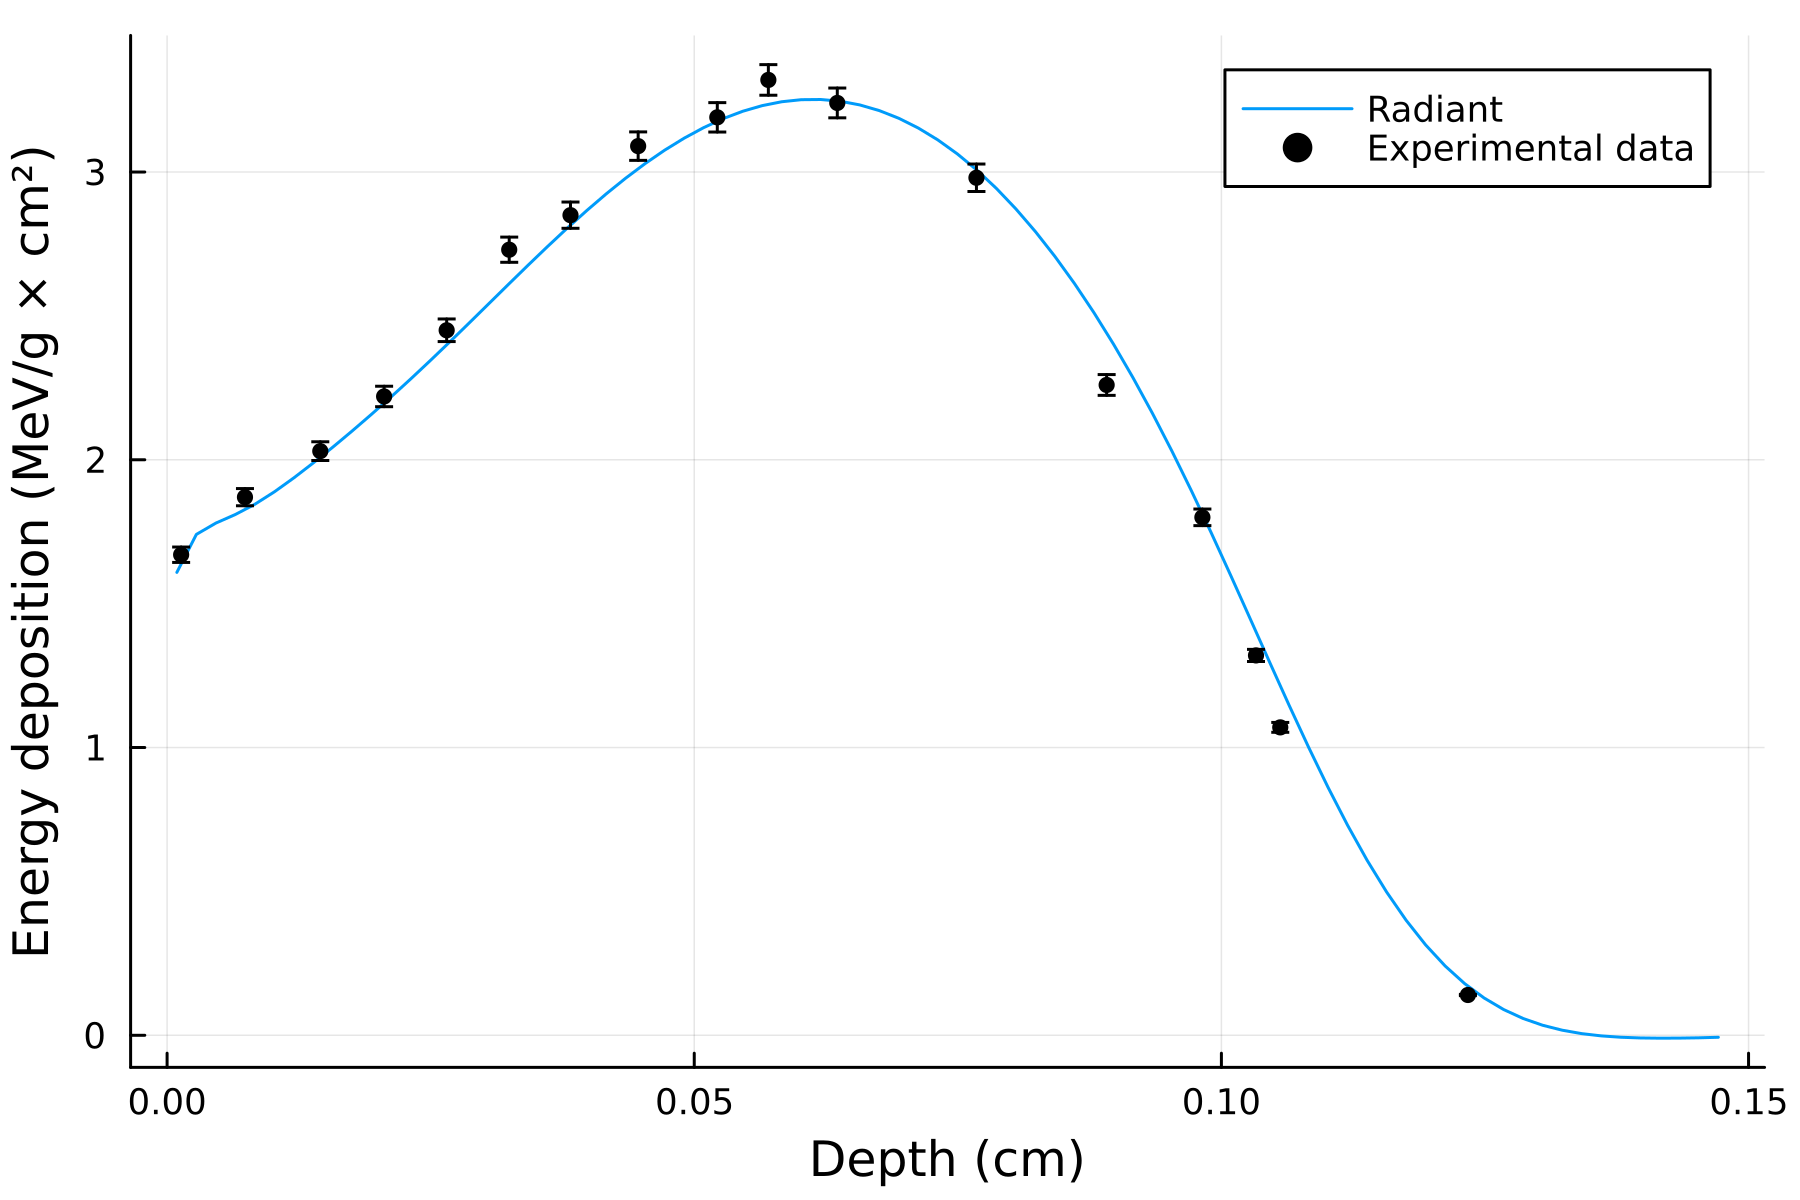 Energy deposition (MeV/g × cm²)
3
2
1
0
Radiant
Experimental data
0.00
0.05
0.10
0.15
Depth (cm)